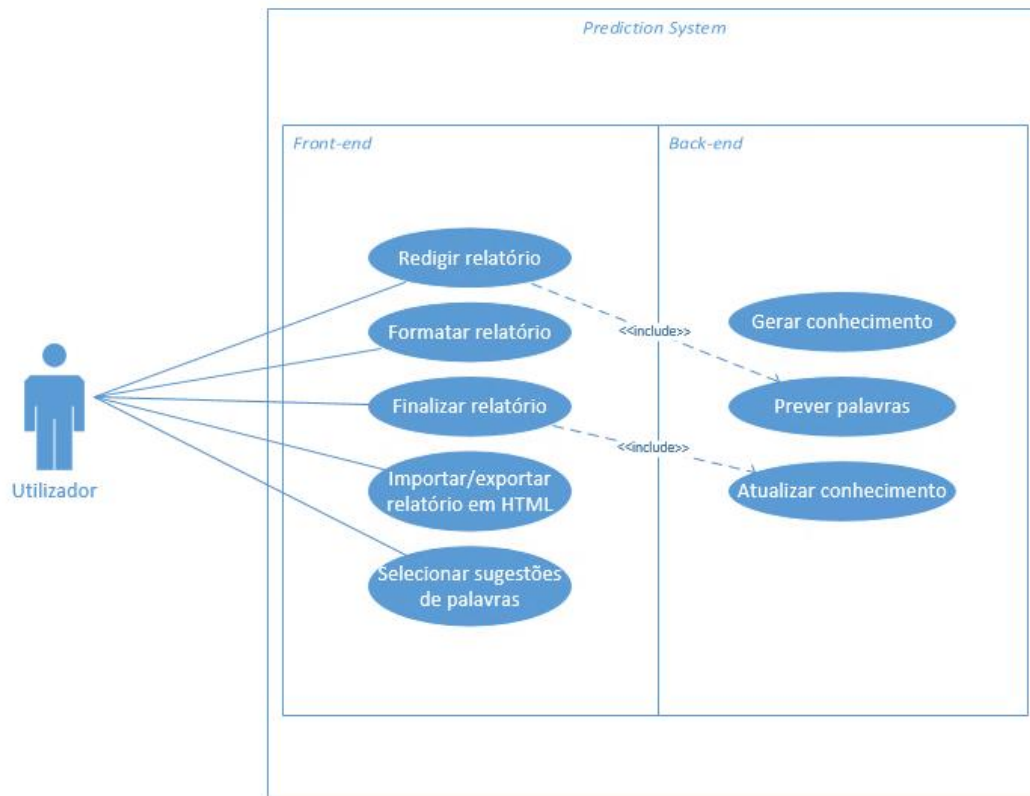 Prediction System
Front-end
Back-end
Redigir relatório
Formatar relatório
<<include>>
Gerar conhecimento
Finalizar relatório
Prever palavras
<<include>>
Importar/exportar
relatório em HTML
Atualizar conhecimento
Utilizador
Selecionar sugestões
de palavras